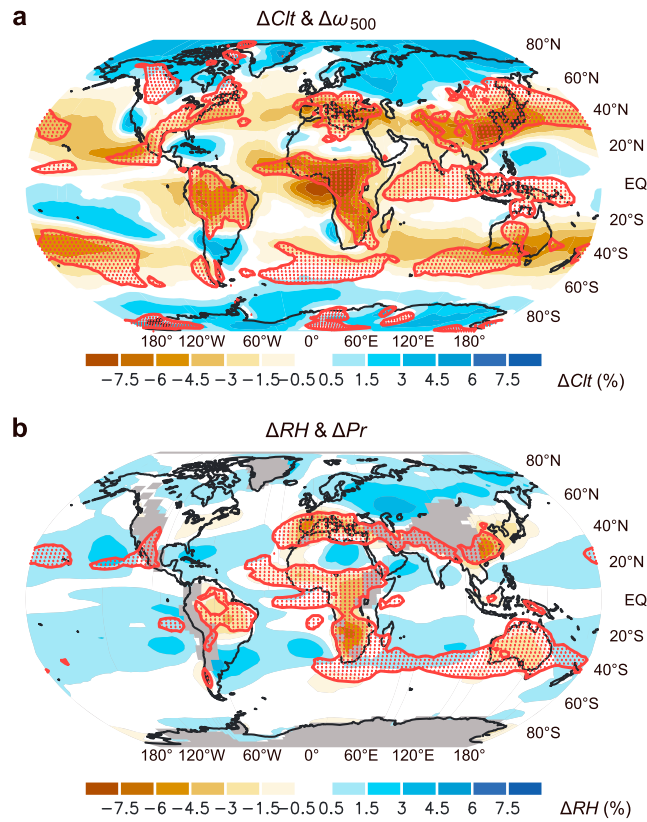 a
ΔClt & Δω500
80°N
60°N
40°N
20°N
EQ
20°S
40°S
60°S
80°S
180° 120°W 60°W 0° 60°E 120°E 180°
−7.5 −6 −4.5 −3 −1.5 −0.5 0.5 1.5 3 4.5 6 7.5 ΔClt (%)
b
ΔRH & ΔPr
80°N
60°N
40°N
20°N
EQ
20°S
40°S
60°S
80°S
180° 120°W 60°W 0° 60°E 120°E 180°
−7.5 −6 −4.5 −3 −1.5 −0.5 0.5 1.5 3 4.5 6 7.5 ΔRH (%)